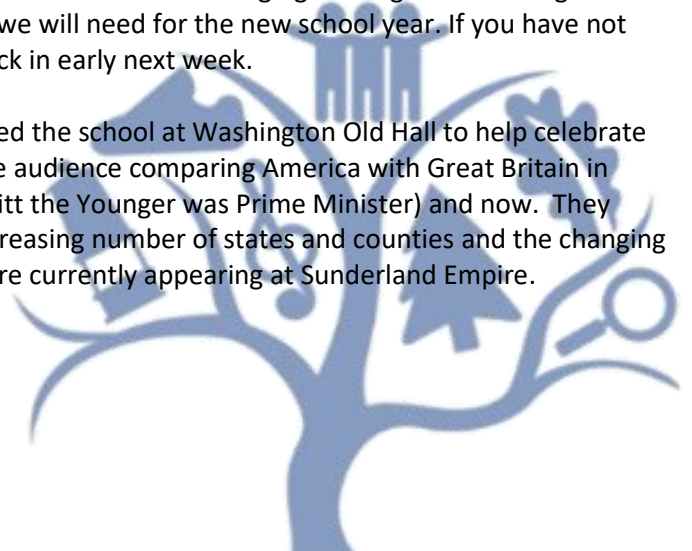 we will need for the new school year. If you have not
ck in early next week.
ed the school at Washington Old Hall to help celebrate
e audience comparing America with Great Britain in
itt the Younger was Prime Minister) and now. They
reasing number of states and counties and the changing
re currently appearing at Sunderland Empire.